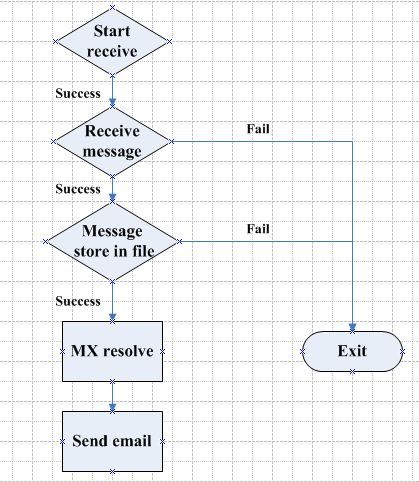 Start
receive
Success
Receive
message
Fail
Success
Message
store in file
Fail
Success
MX resolve
Exit
Send email